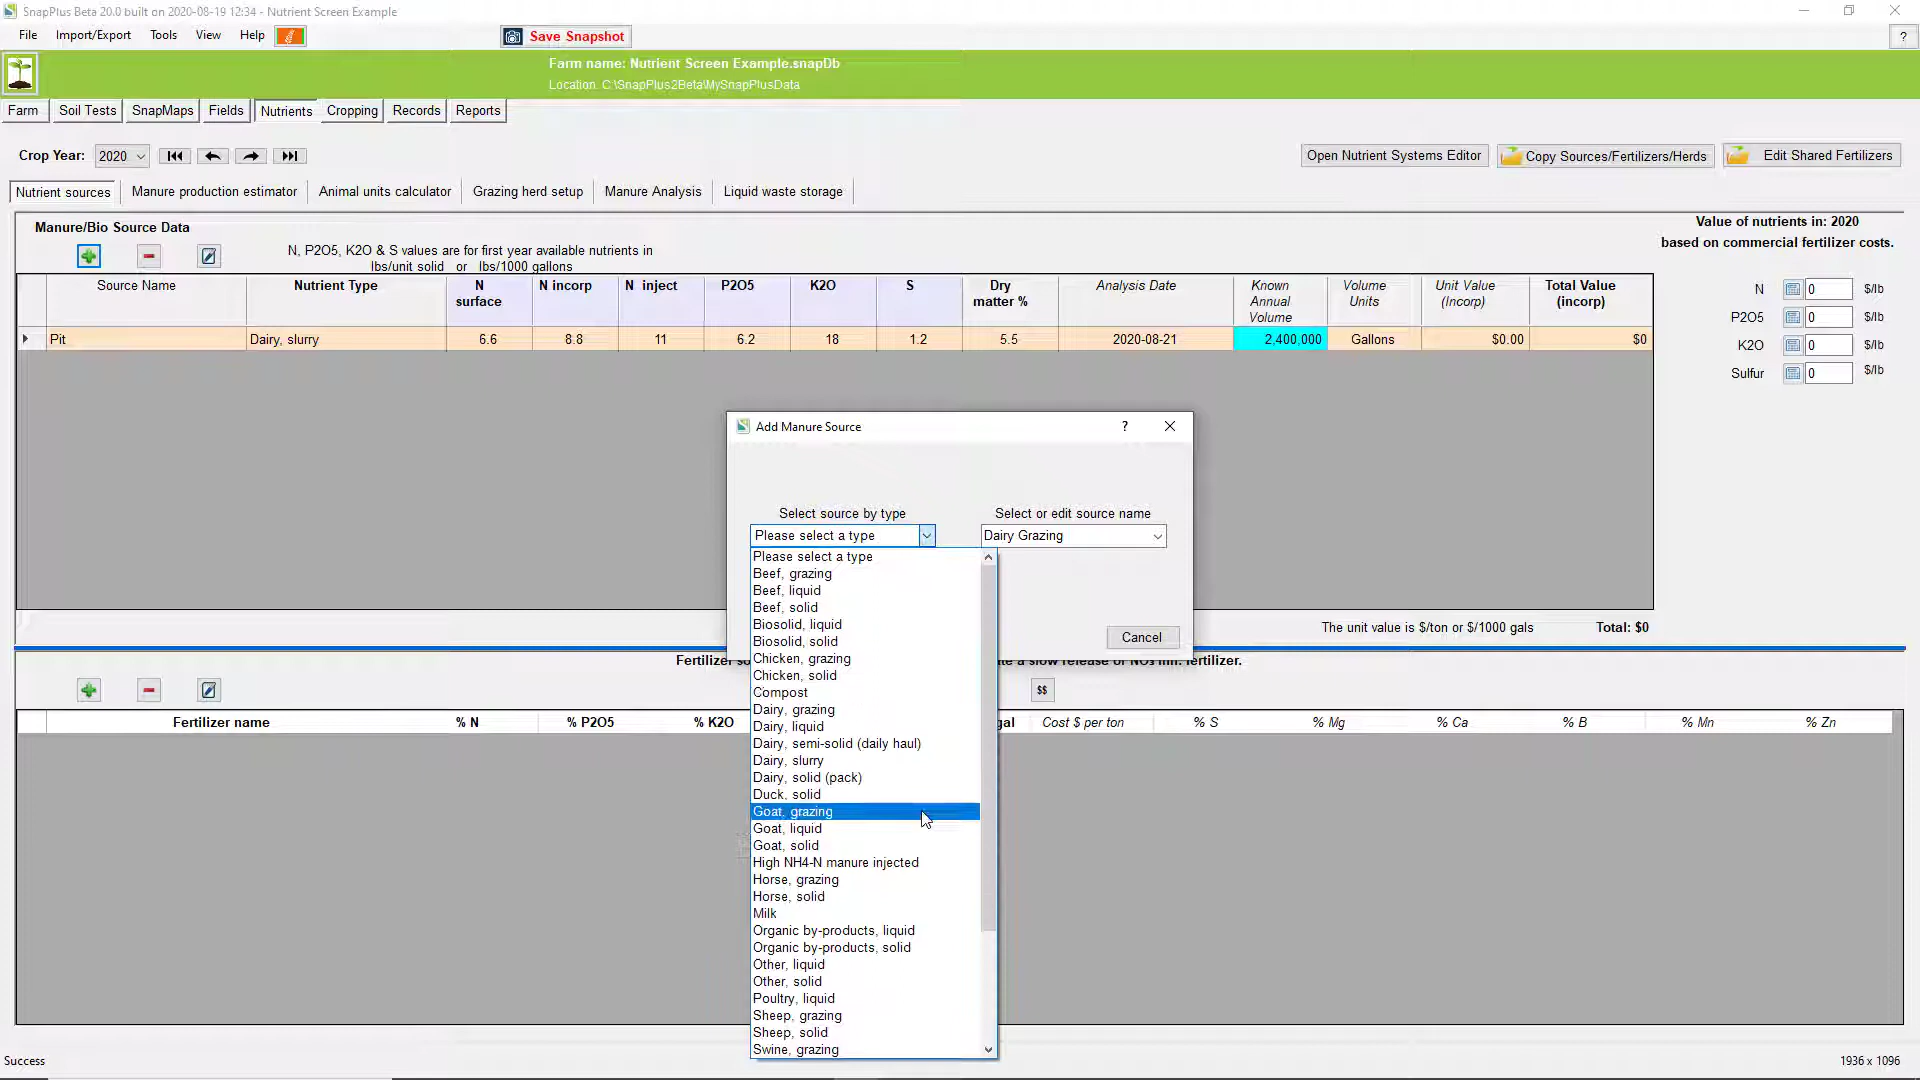 SnapPlus Beta 20.0 built on 2020-08-19 12:34 - Nutrient Screen Example
File Import/Export Tools View Help Save Snapshot ?
Farm name: Nutrient Screen Example.snapDb
Location: C:\SnapPlus2Beta\MySnapPlusData
Farm Soil Tests SnapMaps Fields Nutrients Cropping Records Reports
Crop Year: 2020 Open Nutrient Systems Editor Copy Sources/Fertilizers/Herds Edit Shared Fertilizers
Nutrient sources Manure production estimator Animal units calculator Grazing herd setup Manure Analysis Liquid waste storage
Manure/Bio Source Data
Value of nutrients in: 2020
based on commercial fertilizer costs.
N, P2O5, K2O & S values are for first year available nutrients in
lbs/unit solid or lbs/1000 gallons
Source Name Nutrient Type N surface N incorp N inject P2O5 K2O S Dry matter % Analysis Date Known Annual Volume Volume Units Unit Value (Incorp) Total Value (incorp)
Pit Dairy, slurry 6.6 8.8 11 6.2 18 1.2 5.5 2020-08-21 2,400,000 Gallons $0.00 $0
N 0 $/lb
P2O5 0 $/lb
K2O 0 $/lb
Sulfur 0 $/lb
Add Manure Source ?
Select source by type Select or edit source name
Please select a type Dairy Grazing
Please select a type
Beef, grazing
Beef, liquid
Beef, solid
Biosolid, liquid
Biosolid, solid
Chicken, grazing
Chicken, solid
Compost
Dairy, grazing
Dairy, liquid
Dairy, semi-solid (daily haul)
Dairy, slurry
Dairy, solid (pack)
Duck, solid
Goat, grazing
Goat, liquid
Goat, solid
High NH4-N manure injected
Horse, grazing
Horse, solid
Milk
Organic by-products, liquid
Organic by-products, solid
Other, liquid
Other, solid
Poultry, liquid
Sheep, grazing
Sheep, solid
Swine, grazing
Cancel
The unit value is $/ton or $/1000 gals Total: $0
Fertilizer a slow release or min. fertilizer.
$$
Fertilizer name % N % P2O5 % K2O gal Cost $ per ton % S % Mg % Ca % B % Mn % Zn
Success 1936 x 1096